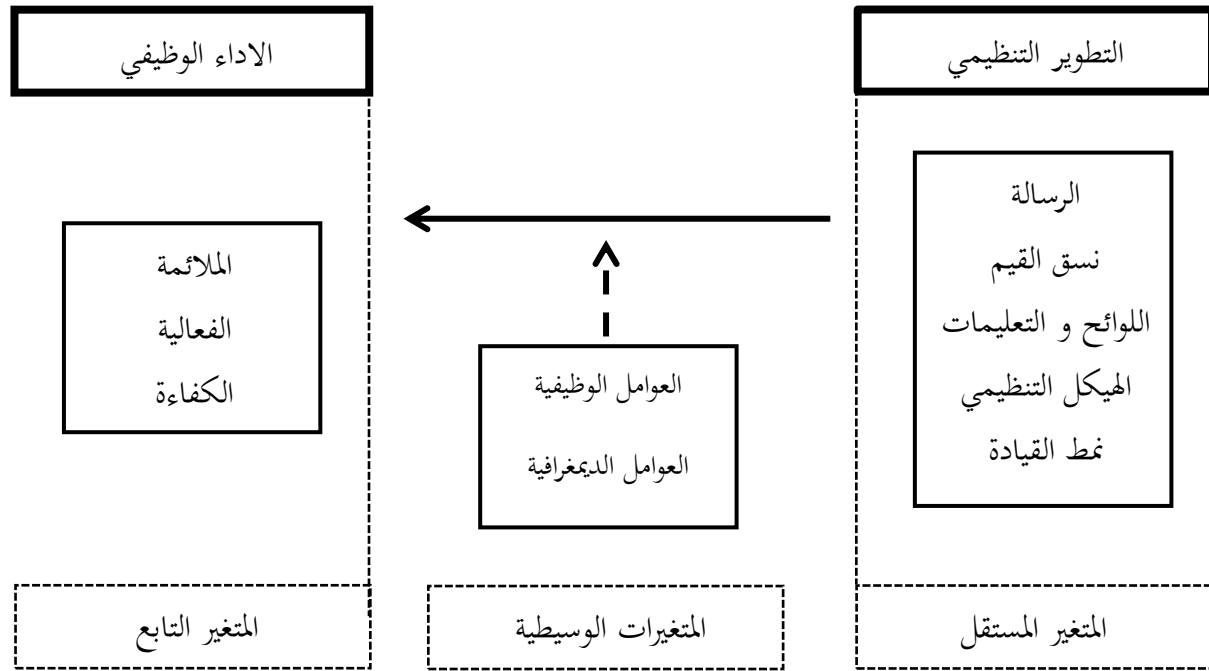 التطوير التنظيمي
الاداء الوظيفي
الرسالة
نسق القيم
اللوائح و التعليمات
الهيكل التنظيمي
نمط القيادة
الملائمة
الفعالية
الكفاءة
العوامل الوظيفية
العوامل الديمغرافية
المتغير المستقل
المتغيرات الوسيطية
المتغير التابع